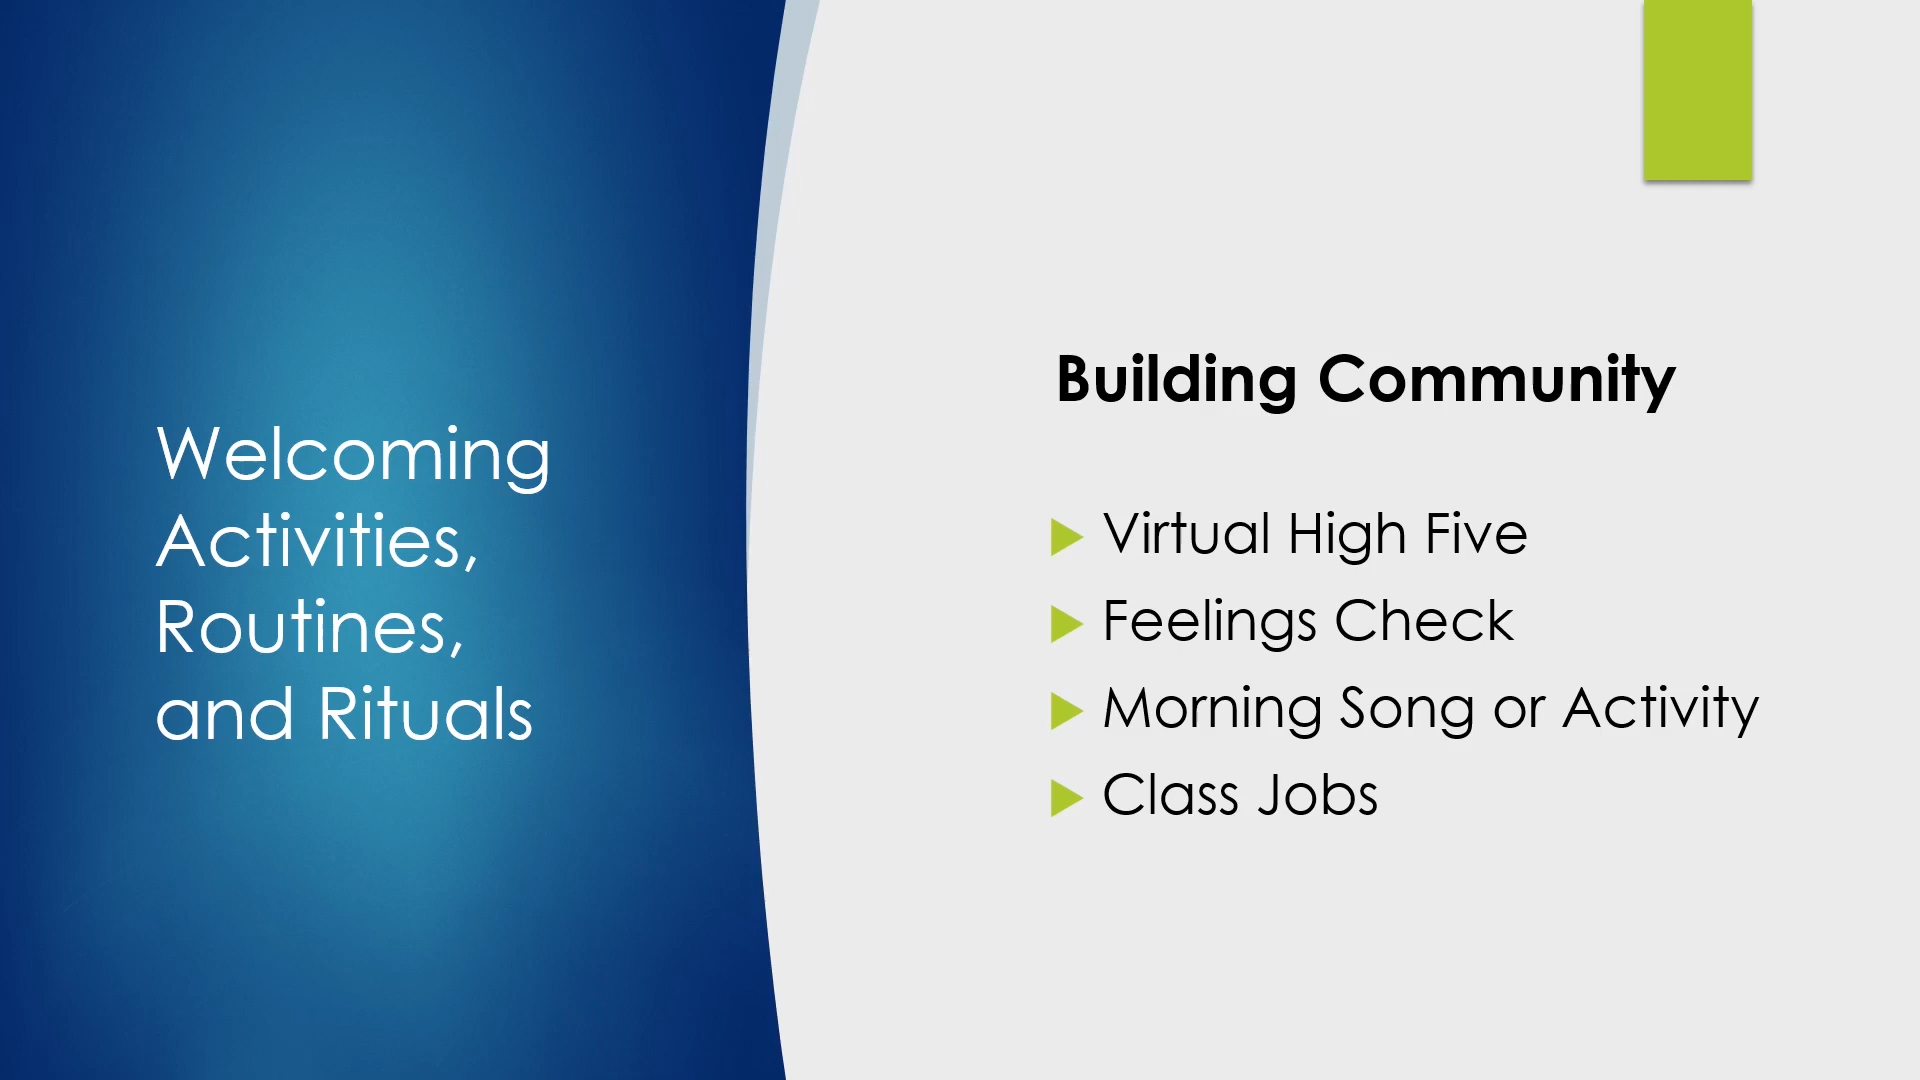 Welcoming
Activities,
Routines,
and Rituals
Building Community
Virtual High Five
Feelings Check
Morning Song or Activity
Class Jobs